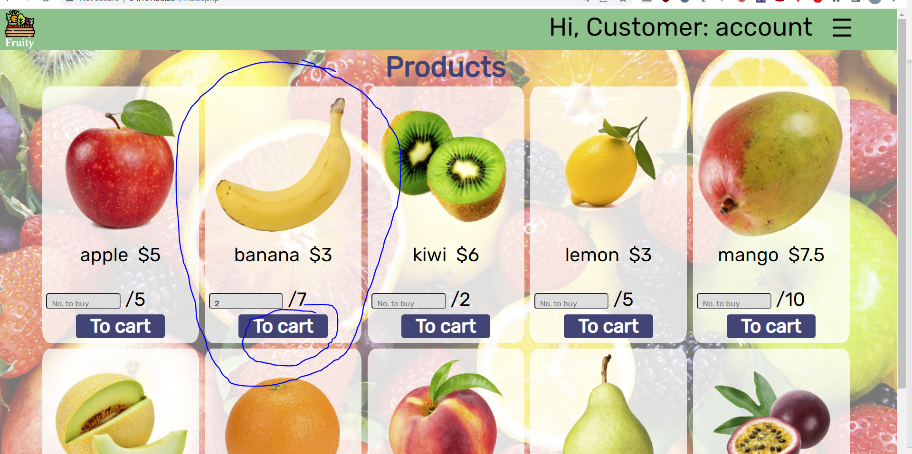 Fruity
Hi, Customer: account ☰
Products
apple $5
banana $3
kiwi $6
lemon $3
mango $7.5
No. to buy /5
2 /7
No. to buy /2
No. to buy /5
No. to buy /10
To cart
To cart
To cart
To cart
To cart